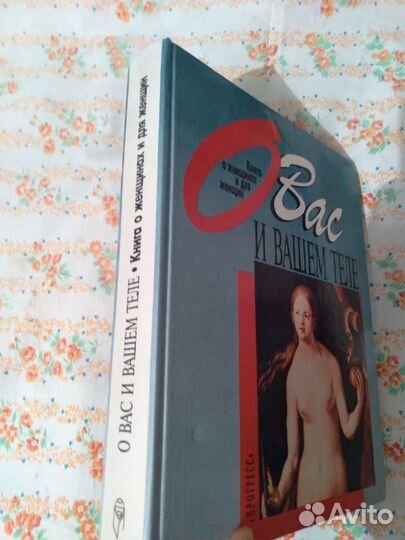 О ВАС И ВАШЕМ ТЕЛЕ • Книга о женщинах и для женщин
О Вас
Книга
о женщинах
и для
женщин
И ВАШЕМ ТЕЛЕ
«ПРОГРЕСС»
Avito